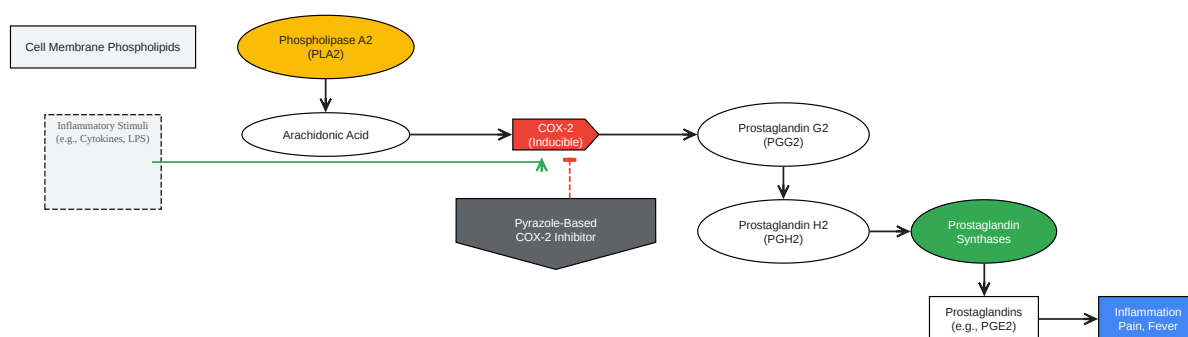 Cell Membrane Phospholipids
Phospholipase A2
(PLA2)
Inflammatory Stimuli
(e.g., Cytokines, LPS)
Arachidonic Acid
COX-2
(Inducible)
Prostaglandin G2
(PGG2)
Pyrazole-Based
COX-2 Inhibitor
Prostaglandin H2
(PGH2)
Prostaglandin
Synthases
Prostaglandins
(e.g., PGE2)
Inflammation
Pain, Fever